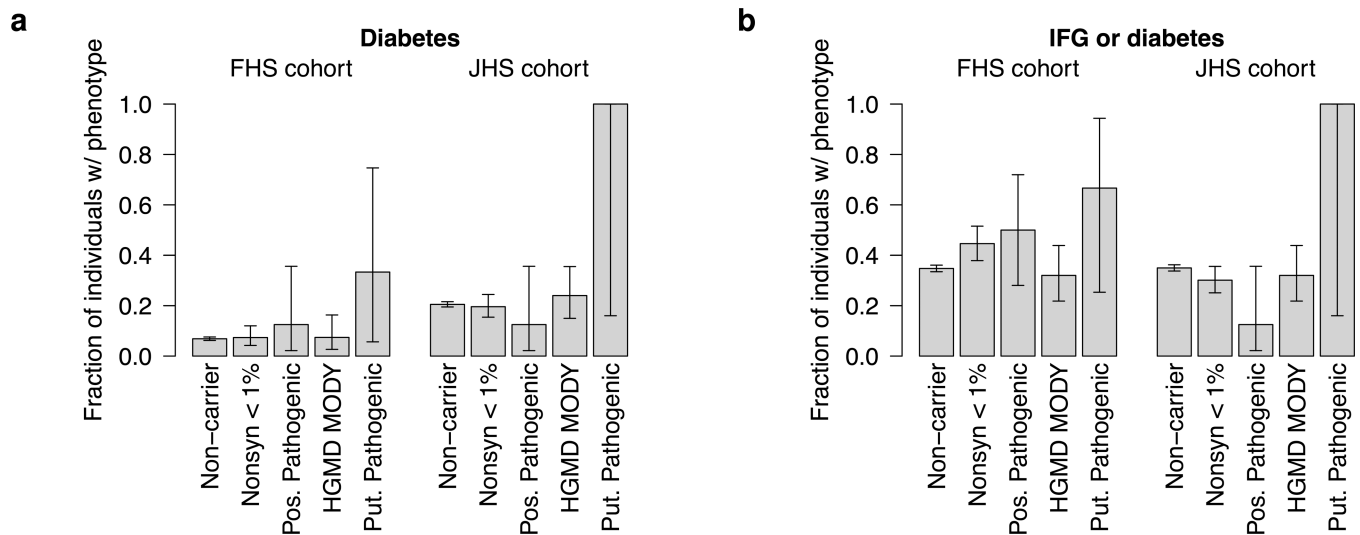 a
Diabetes
FHS cohort
JHS cohort
Fraction of individuals w/ phenotype
1.0
0.8
0.6
0.4
0.2
0.0
Non−carrier
Nonsyn < 1%
Pos. Pathogenic
HGMD MODY
Put. Pathogenic
Non−carrier
Nonsyn < 1%
Pos. Pathogenic
HGMD MODY
Put. Pathogenic
b
IFG or diabetes
FHS cohort
JHS cohort
Fraction of individuals w/ phenotype
1.0
0.8
0.6
0.4
0.2
0.0
Non−carrier
Nonsyn < 1%
Pos. Pathogenic
HGMD MODY
Put. Pathogenic
Non−carrier
Nonsyn < 1%
Pos. Pathogenic
HGMD MODY
Put. Pathogenic